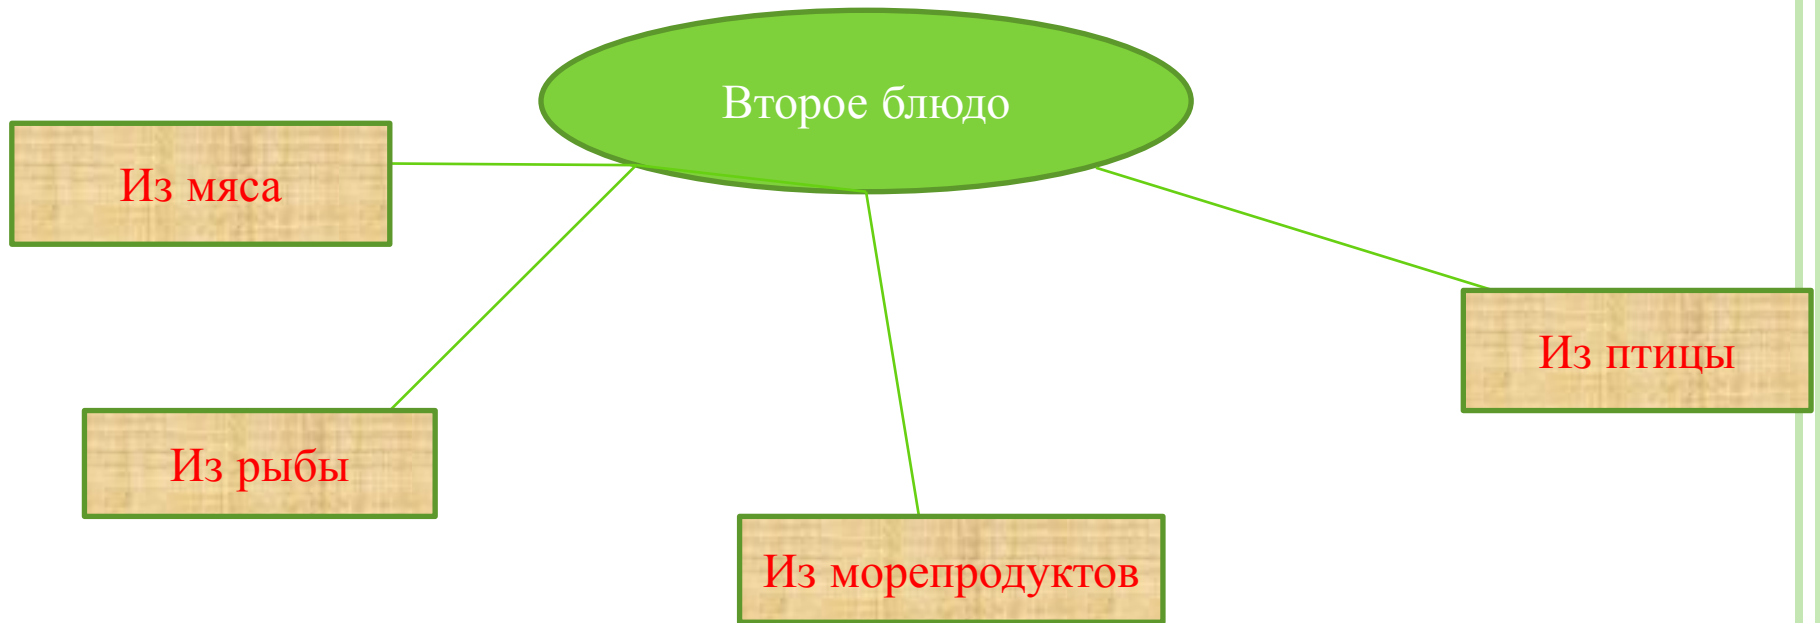 Второе блюдо
Из мяса
Из птицы
Из рыбы
Из морепродуктов